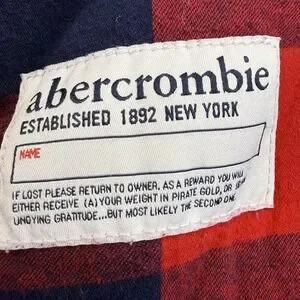 abercrombie
ESTABLISHED 1892 NEW YORK
NAME
IF LOST PLEASE RETURN TO OWNER. AS A REWARD YOU WILL
EITHER RECEIVE (A) YOUR WEIGHT IN PIRATE GOLD, OR
UNDYING GRATITUDE...BUT MOST LIKELY THE SECOND ONE.